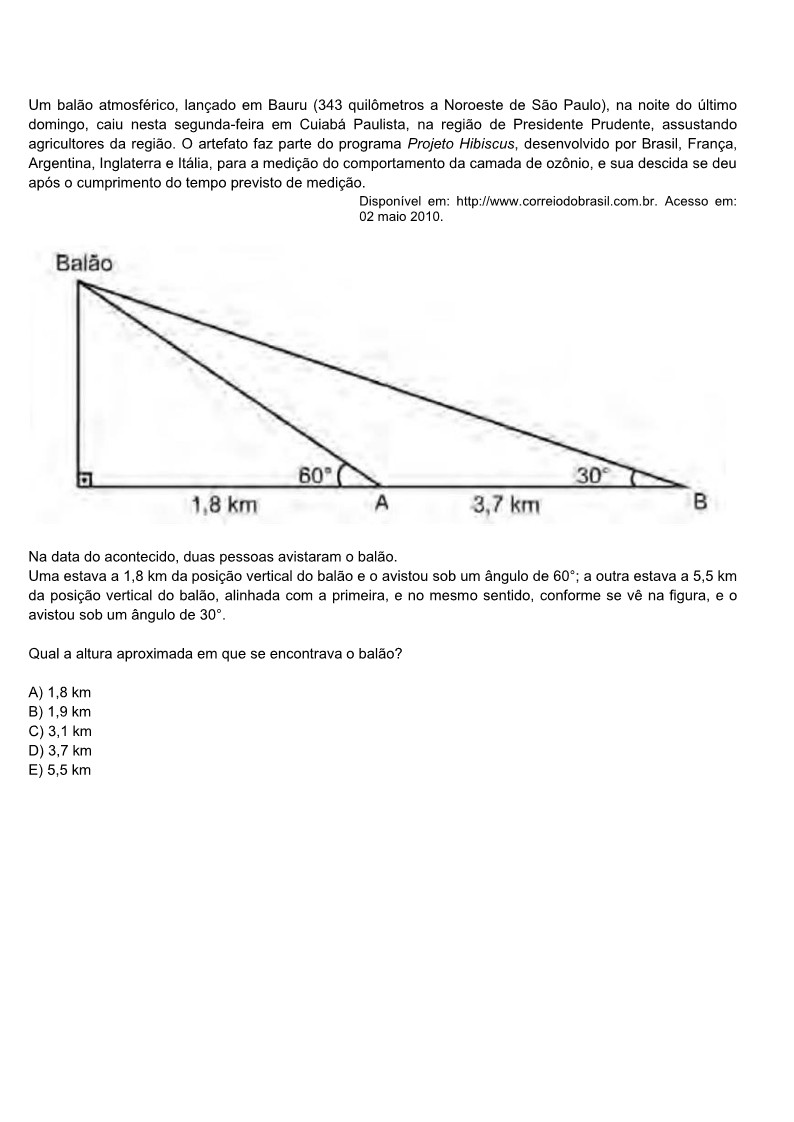 Um balão atmosférico, lançado em Bauru (343 quilômetros a Noroeste de São Paulo), na noite do último
domingo, caiu nesta segunda-feira em Cuiabá Paulista, na região de Presidente Prudente, assustando
agricultores da região. O artefato faz parte do programa Projeto Hibiscus, desenvolvido por Brasil, França,
Argentina, Inglaterra e Itália, para a medição do comportamento da camada de ozônio, e sua descida se deu
após o cumprimento do tempo previsto de medição.
Disponível em: http://www.correiodobrasil.com.br. Acesso em:
02 maio 2010.
Balão
60° 30°
1,8 km A 3,7 km B
Na data do acontecido, duas pessoas avistaram o balão.
Uma estava a 1,8 km da posição vertical do balão e o avistou sob um ângulo de 60°; a outra estava a 5,5 km
da posição vertical do balão, alinhada com a primeira, e no mesmo sentido, conforme se vê na figura, e o
avistou sob um ângulo de 30°.
Qual a altura aproximada em que se encontrava o balão?
A) 1,8 km
B) 1,9 km
C) 3,1 km
D) 3,7 km
E) 5,5 km